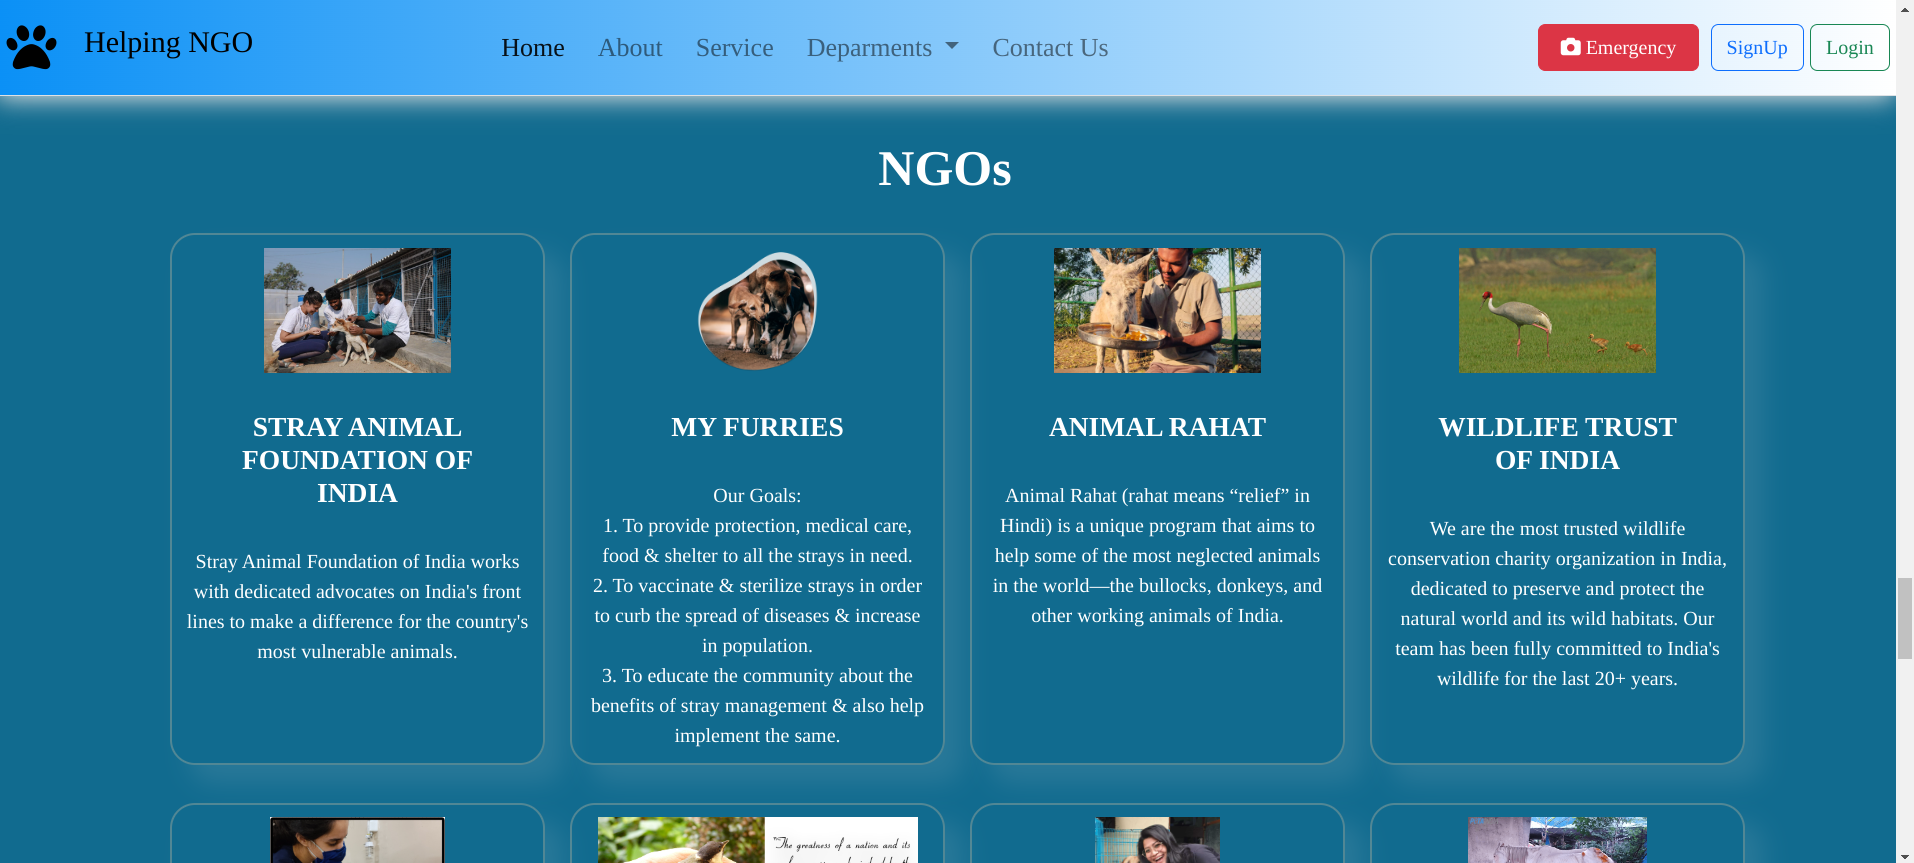 Helping NGO
Home About Service Deparments Contact Us
Emergency SignUp Login
NGOs
STRAY ANIMAL
FOUNDATION OF
INDIA
Stray Animal Foundation of India works
with dedicated advocates on India's front
lines to make a difference for the country's
most vulnerable animals.
MY FURRIES
Our Goals:
1. To provide protection, medical care,
food & shelter to all the strays in need.
2. To vaccinate & sterilize strays in order
to curb the spread of diseases & increase
in population.
3. To educate the community about the
benefits of stray management & also help
implement the same.
ANIMAL RAHAT
Animal Rahat (rahat means “relief” in
Hindi) is a unique program that aims to
help some of the most neglected animals
in the world—the bullocks, donkeys, and
other working animals of India.
WILDLIFE TRUST
OF INDIA
We are the most trusted wildlife
conservation charity organization in India,
dedicated to preserve and protect the
natural world and its wild habitats. Our
team has been fully committed to India's
wildlife for the last 20+ years.
"The greatness of a nation and its